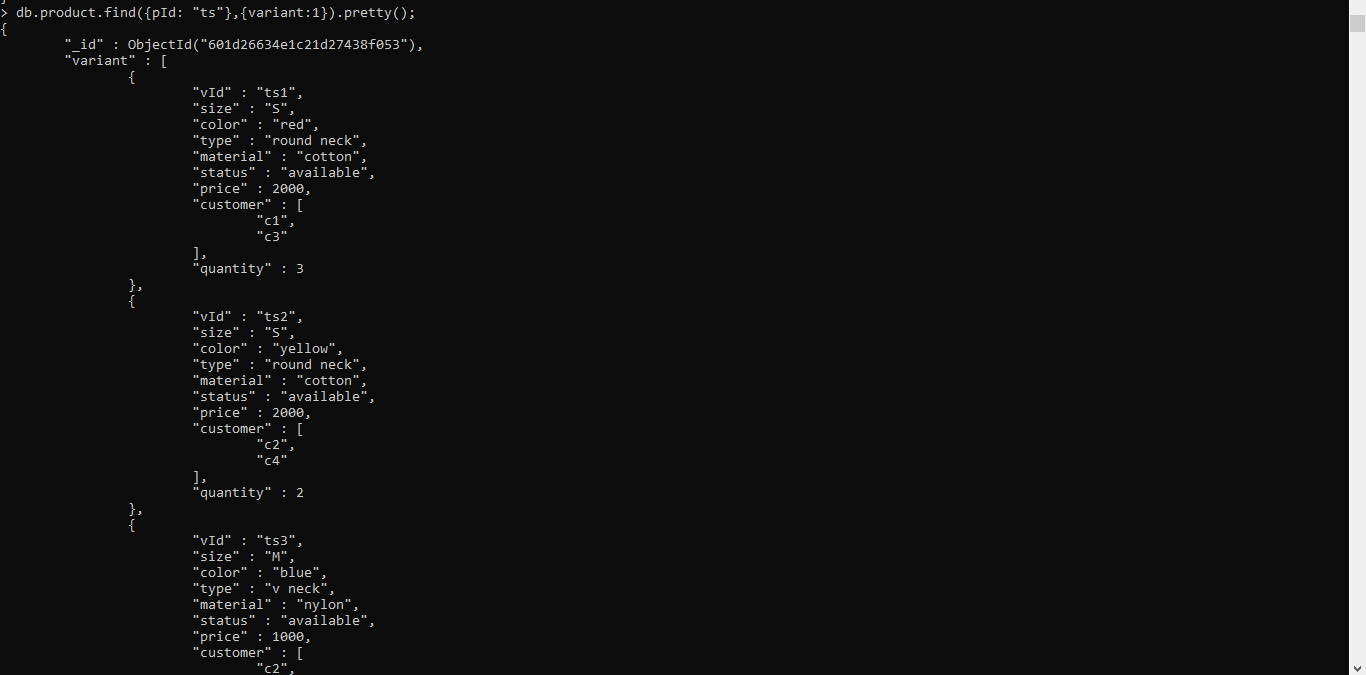 > db.product.find({pId: "ts"},{variant:1}).pretty();
{
"_id" : ObjectId("601d26634e1c21d27438f053"),
"variant" : [
{
"vId" : "ts1",
"size" : "S",
"color" : "red",
"type" : "round neck",
"material" : "cotton",
"status" : "available",
"price" : 2000,
"customer" : [
"c1",
"c3"
],
"quantity" : 3
},
{
"vId" : "ts2",
"size" : "S",
"color" : "yellow",
"type" : "round neck",
"material" : "cotton",
"status" : "available",
"price" : 2000,
"customer" : [
"c2",
"c4"
],
"quantity" : 2
},
{
"vId" : "ts3",
"size" : "M",
"color" : "blue",
"type" : "v neck",
"material" : "nylon",
"status" : "available",
"price" : 1000,
"customer" : [
"c2",